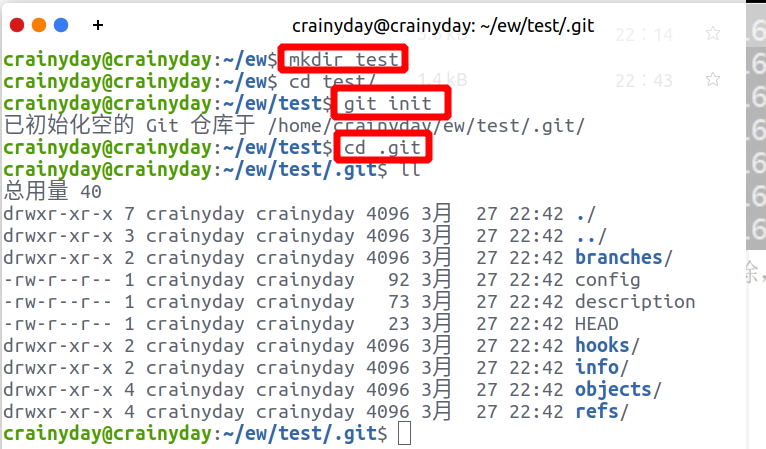 crainyday@crainyday: ~/ew/test/.git
crainyday@crainyday:~/ew$ mkdir test
crainyday@crainyday:~/ew$ cd test/
crainyday@crainyday:~/ew/test$ git init
已初始化空的 Git 仓库于 /home/crainyday/ew/test/.git/
crainyday@crainyday:~/ew/test$ cd .git
crainyday@crainyday:~/ew/test/.git$ ll
总用量 40
drwxr-xr-x 7 crainyday crainyday 4096 3月  27 22:42 ./
drwxr-xr-x 3 crainyday crainyday 4096 3月  27 22:42 ../
drwxr-xr-x 2 crainyday crainyday 4096 3月  27 22:42 branches/
-rw-r--r-- 1 crainyday crainyday   92 3月  27 22:42 config
-rw-r--r-- 1 crainyday crainyday   73 3月  27 22:42 description
-rw-r--r-- 1 crainyday crainyday   23 3月  27 22:42 HEAD
drwxr-xr-x 2 crainyday crainyday 4096 3月  27 22:42 hooks/
drwxr-xr-x 2 crainyday crainyday 4096 3月  27 22:42 info/
drwxr-xr-x 4 crainyday crainyday 4096 3月  27 22:42 objects/
drwxr-xr-x 4 crainyday crainyday 4096 3月  27 22:42 refs/
crainyday@crainyday:~/ew/test/.git$
22：14
1.4 kB
22：43